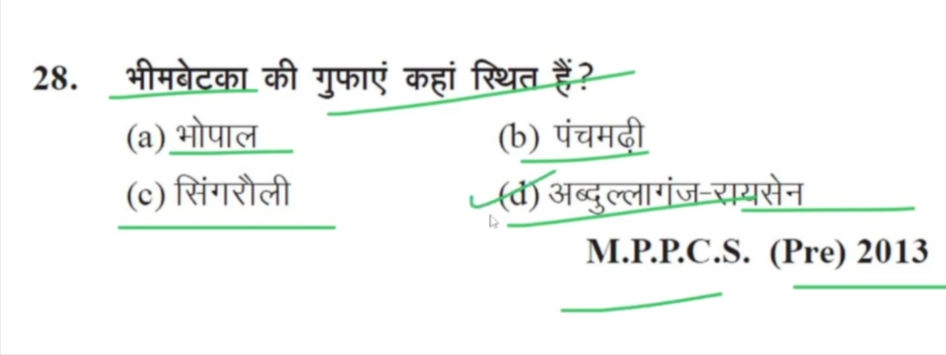 28. भीमबेटका की गुफाएं कहां स्थित हैं?
(a) भोपाल (b) पंचमढ़ी
(c) सिंगरौली (d) अब्दुल्लागंज-रायसेन
M.P.P.C.S. (Pre) 2013